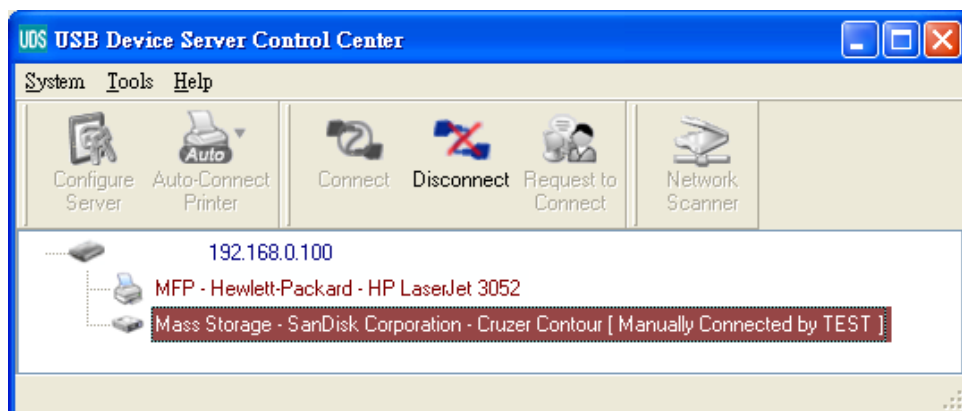 UDS USB Device Server Control Center
System Tools Help
Auto
Configure Server
Auto-Connect Printer
Connect
Disconnect
Request to Connect
Network Scanner
192.168.0.100
MFP - Hewlett-Packard - HP LaserJet 3052
Mass Storage - SanDisk Corporation - Cruzer Contour [ Manually Connected by TEST ]